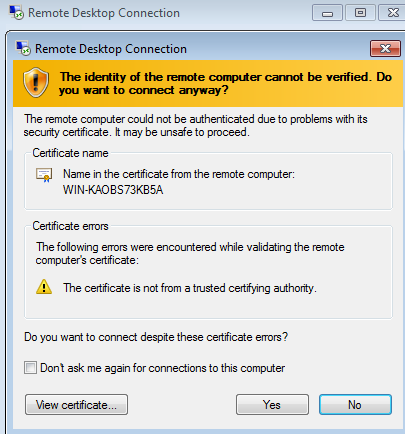 Remote Desktop Connection
Remote Desktop Connection
The identity of the remote computer cannot be verified. Do
you want to connect anyway?
The remote computer could not be authenticated due to problems with its
security certificate. It may be unsafe to proceed.
Certificate name
Name in the certificate from the remote computer:
WIN-KAOBS73KB5A
Certificate errors
The following errors were encountered while validating the remote
computer's certificate:
The certificate is not from a trusted certifying authority.
Do you want to connect despite these certificate errors?
Don't ask me again for connections to this computer
View certificate...
Yes
No